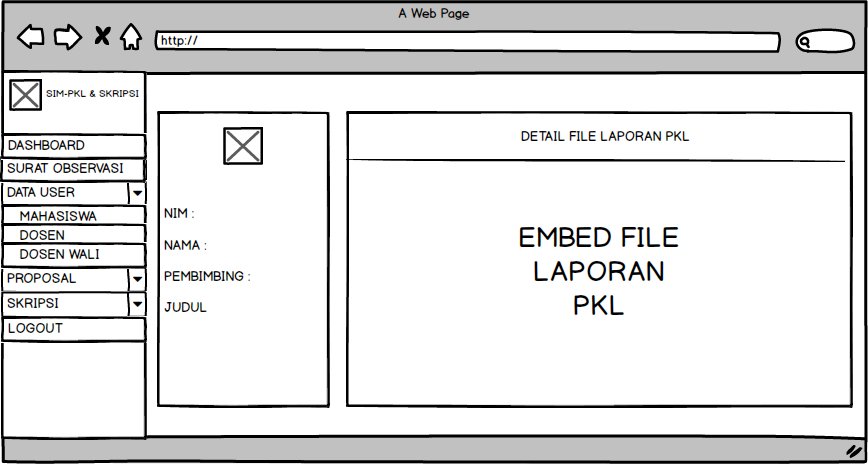 A Web Page
http://
SIM-PKL & SKRIPSI
DASHBOARD
SURAT OBSERVASI
DATA USER
MAHASISWA
DOSEN
DOSEN WALI
PROPOSAL
SKRIPSI
LOGOUT
NIM :
NAMA :
PEMBIMBING :
JUDUL
DETAIL FILE LAPORAN PKL
EMBED FILE
LAPORAN
PKL